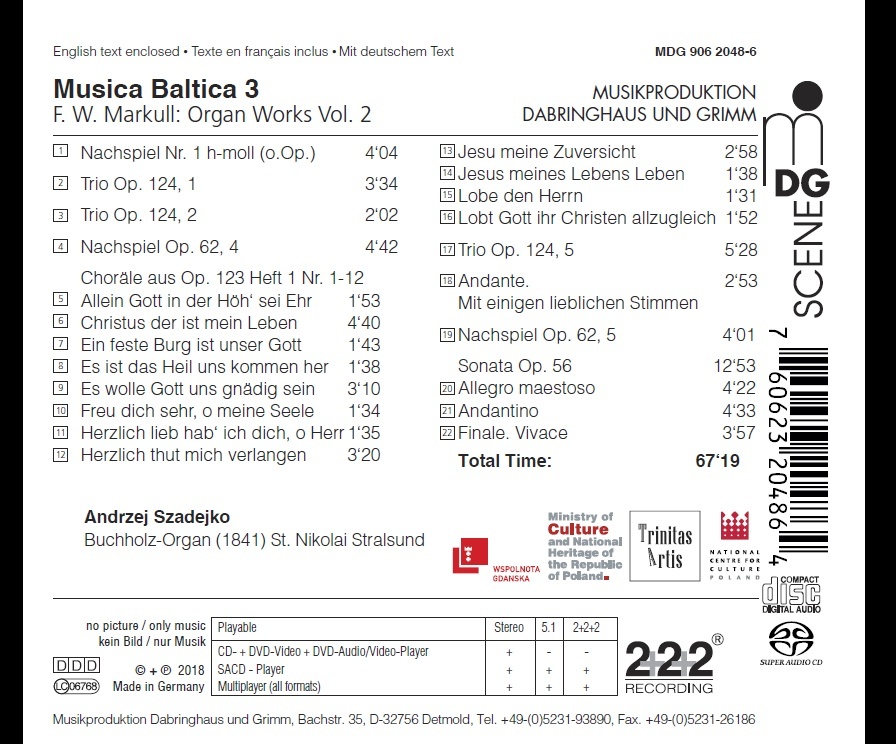 English text enclosed • Texte en français inclus • Mit deutschem Text
MDG 906 2048-6
Musica Baltica 3
F. W. Markull: Organ Works Vol. 2
MUSIKPRODUKTION
DABRINGHAUS UND GRIMM
m
DG
SCENE
1 Nachspiel Nr. 1 h-moll (o.Op.) 4‘04
2 Trio Op. 124, 1 3‘34
3 Trio Op. 124, 2 2‘02
4 Nachspiel Op. 62, 4 4‘42
Choräle aus Op. 123 Heft 1 Nr. 1-12
5 Allein Gott in der Höh‘ sei Ehr 1‘53
6 Christus der ist mein Leben 4‘40
7 Ein feste Burg ist unser Gott 1‘43
8 Es ist das Heil uns kommen her 1‘38
9 Es wolle Gott uns gnädig sein 3‘10
10 Freu dich sehr, o meine Seele 1‘34
11 Herzlich lieb hab‘ ich dich, o Herr 1‘35
12 Herzlich thut mich verlangen 3‘20
13 Jesu meine Zuversicht 2‘58
14 Jesus meines Lebens Leben 1‘38
15 Lobe den Herrn 1‘31
16 Lobt Gott ihr Christen allzugleich 1‘52
17 Trio Op. 124, 5 5‘28
18 Andante. 2‘53
Mit einigen lieblichen Stimmen
19 Nachspiel Op. 62, 5 4‘01
Sonata Op. 56 12‘53
20 Allegro maestoso 4‘22
21 Andantino 4‘33
22 Finale. Vivace 3‘57
Total Time: 67‘19
7 60623 20486 4
Andrzej Szadejko
Buchholz-Organ (1841) St. Nikolai Stralsund
WSPOLNOTA
GDANSKA
Ministry of
Culture
and National
Heritage of
the Republic
of Poland.
Trinitas
Artis
NATIONAL
CENTRE FOR
CULTURE
POLAND
COMPACT
disc
DIGITAL AUDIO
SUPER AUDIO CD
no picture / only music
kein Bild / nur Musik
DDD
LC 06768
© + ℗ 2018
Made in Germany
Playable Stereo 5.1 2+2+2
CD- + DVD-Video + DVD-Audio/Video-Player + - -
SACD - Player + + +
Multiplayer (all formats) + + +
2+2+2®
RECORDING
Musikproduktion Dabringhaus und Grimm, Bachstr. 35, D-32756 Detmold, Tel. +49-(0)5231-93890, Fax. +49-(0)5231-26186